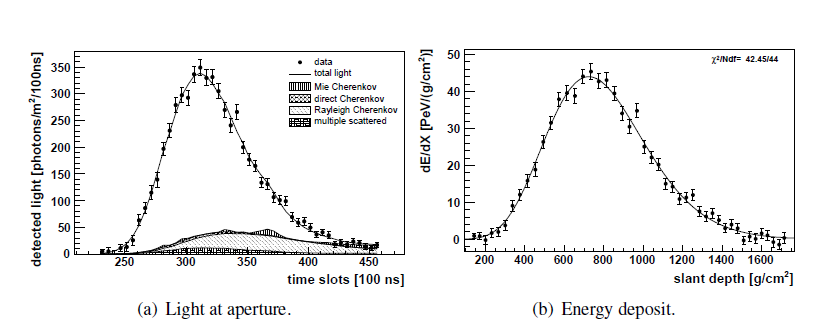 detected light [photons/m²/100ns]
350
300
250
200
150
100
50
0
data
total light
Mie Cherenkov
direct Cherenkov
Rayleigh Cherenkov
multiple scattered
250 300 350 400 450
time slots [100 ns]
(a) Light at aperture.
dE/dX [PeV/(g/cm²)]
50
40
30
20
10
0
χ²/Ndf= 42.45/44
200 400 600 800 1000 1200 1400 1600
slant depth [g/cm²]
(b) Energy deposit.